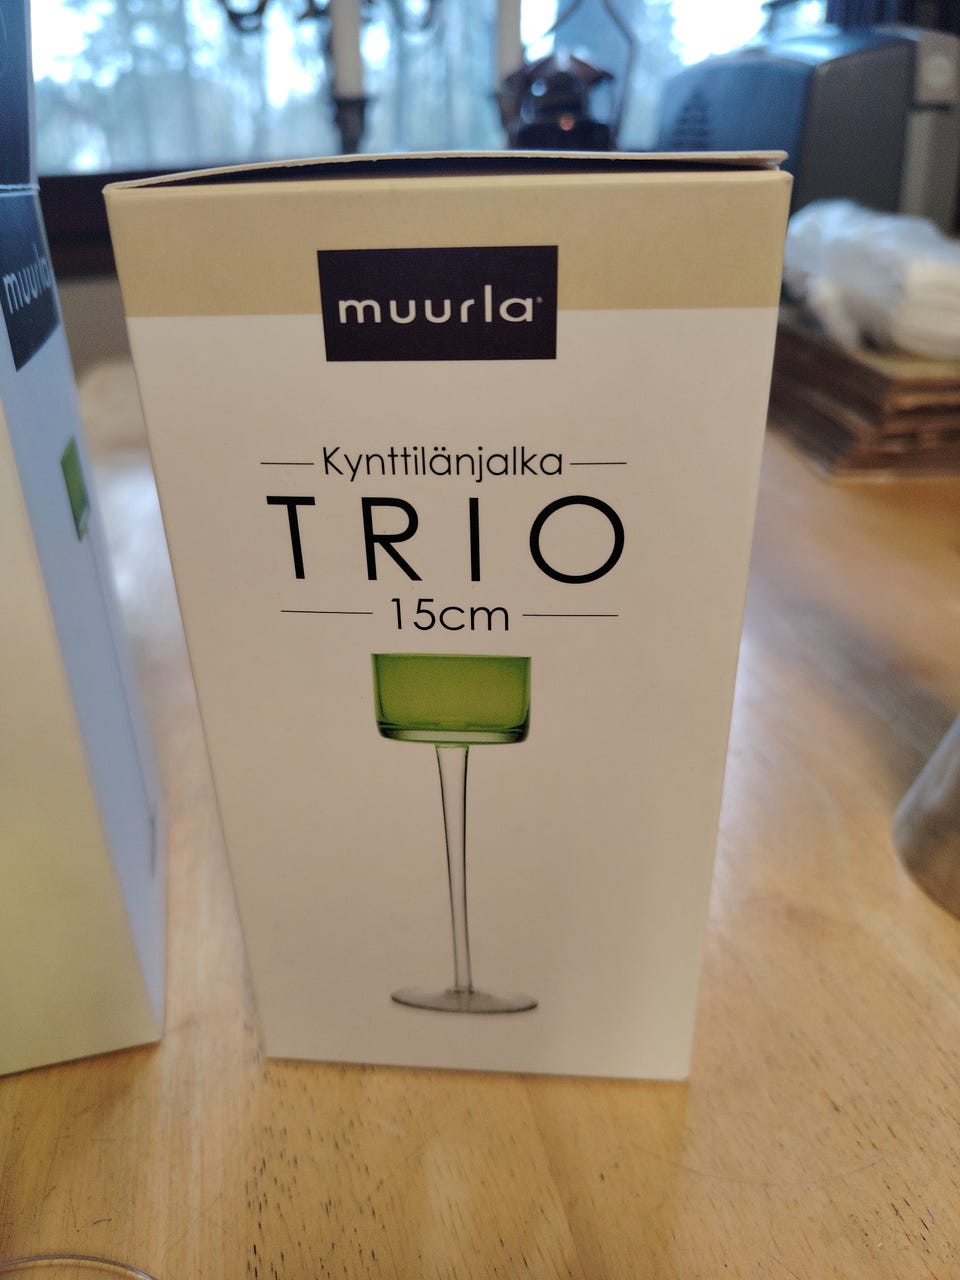 muurla®
Kynttilänjalka
TRIO
15cm
muurla